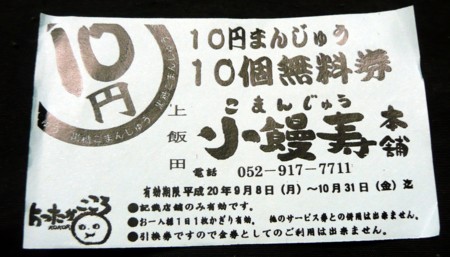 10円
10円まんじゅう
10個無料券
上飯田
こまんじゅう
小饅寿
本舗
電話 052-917-7711
有効期限 平成20年9月8日(月)～10月31日(金)迄
●記載店舗のみ有効です。
●お一人様1日1枚かぎり有効。 他のサービス券との併用は出来ません。
●引換券ですので金券としてのご利用は出来ません。